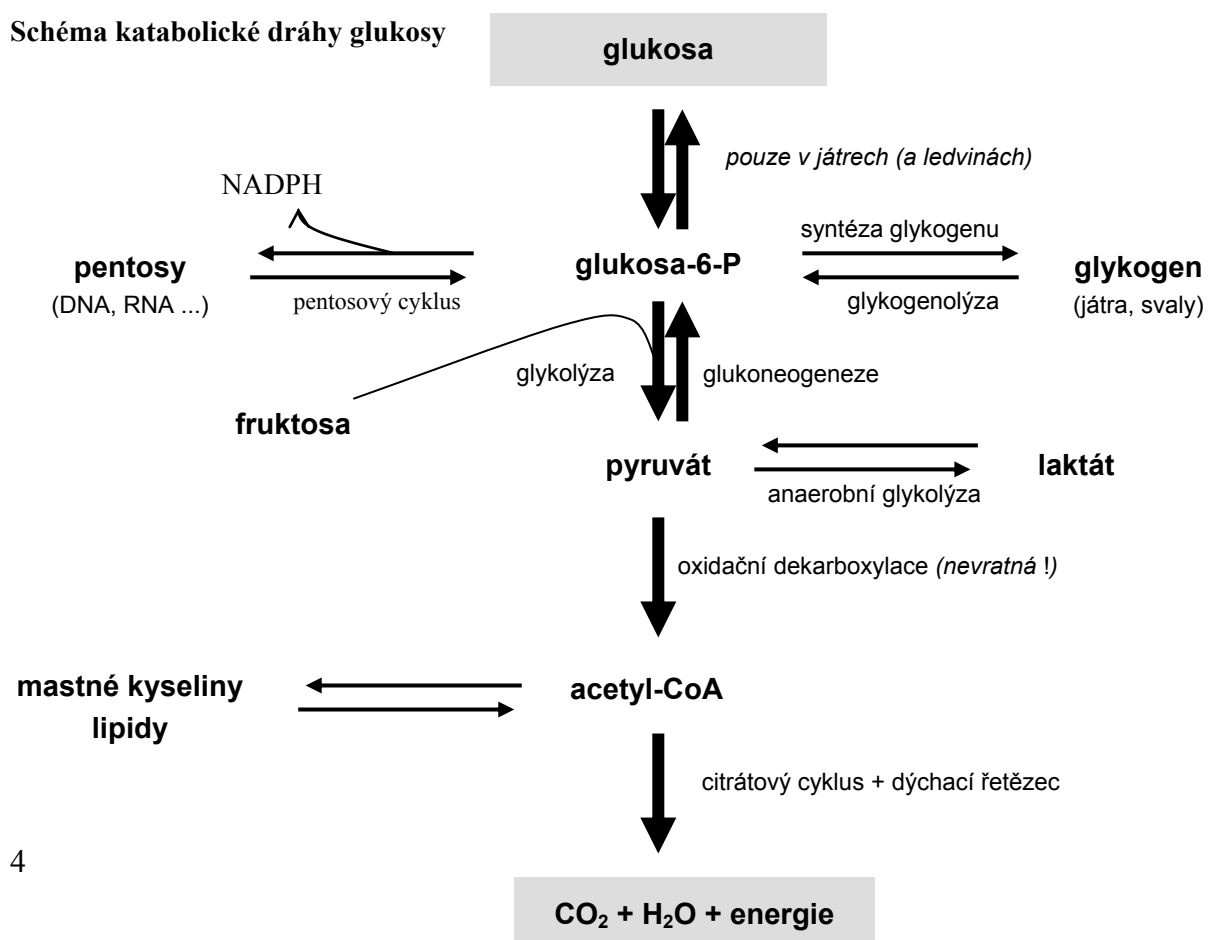 Schéma katabolické dráhy glukosy
glukosa
pouze v játrech (a ledvinách)
NADPH
syntéza glykogenu
pentosy
(DNA, RNA ...)
pentosový cyklus
glukosa-6-P
glykogenolýza
glykogen
(játra, svaly)
glykolýza
glukoneogeneze
fruktosa
pyruvát
anaerobní glykolýza
laktát
oxidační dekarboxylace (nevratná !)
mastné kyseliny
lipidy
acetyl-CoA
citrátový cyklus + dýchací řetězec
4
CO₂ + H₂O + energie